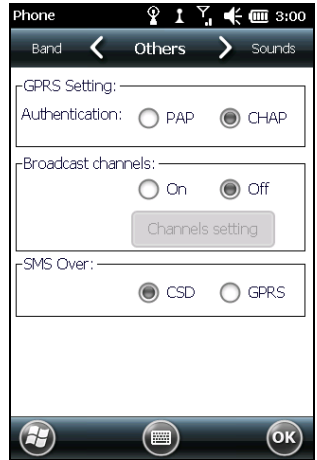 Phone 3:00
Band Others Sounds
GPRS Setting:
Authentication: PAP CHAP
Broadcast channels:
On Off
Channels setting
SMS Over:
CSD GPRS
OK